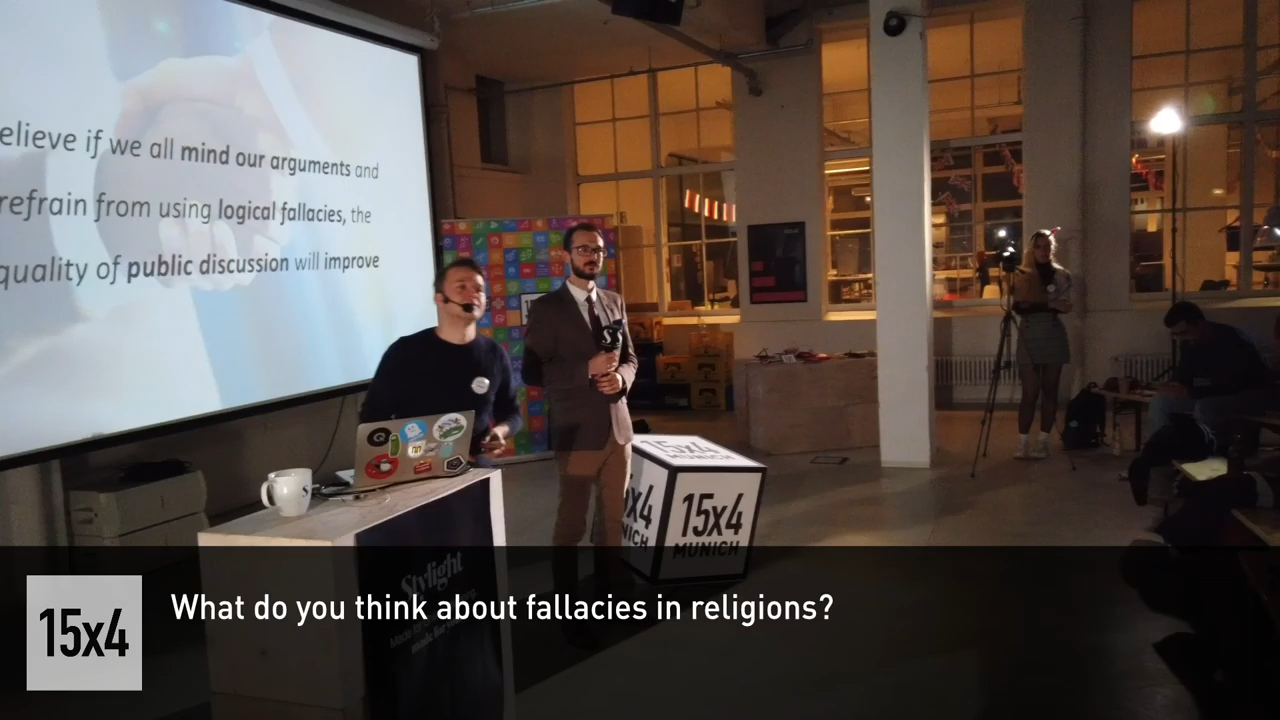 elieve if we all mind our arguments and
refrain from using logical fallacies, the
quality of public discussion will improve
15x4
MUNICH
15x4
MUNICH
Stylight
What do you think about fallacies in religions?
15x4